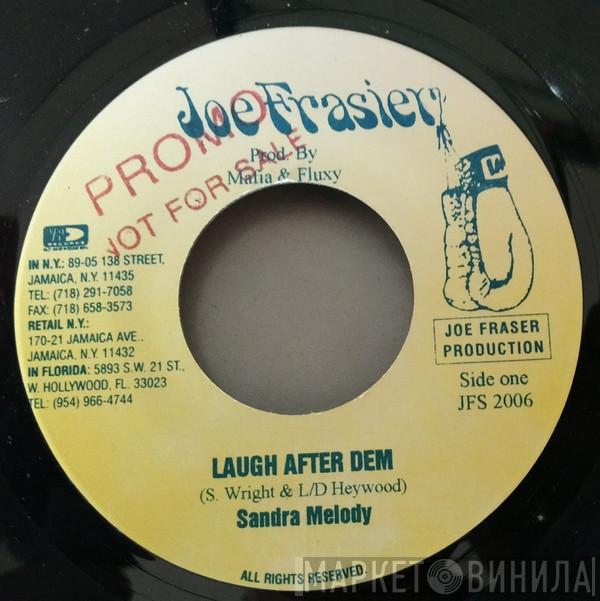 Joe Frasier
PROMO
NOT FOR SALE
Prod. By
Mafia & Fluxy
VP
RECORDS
IN N.Y.: 89-05 138 STREET,
JAMAICA, N.Y. 11435
TEL: (718) 291-7058
FAX: (718) 658-3573
RETAIL N.Y.:
170-21 JAMAICA AVE.,
JAMAICA, N.Y. 11432
IN FLORIDA: 5893 S.W. 21 ST.,
W. HOLLYWOOD, FL. 33023
TEL: (954) 966-4744
JOE FRASER
PRODUCTION
Side one
JFS 2006
LAUGH AFTER DEM
(S. Wright & L/D Heywood)
Sandra Melody
ALL RIGHTS RESERVED
МАРКЕТ ВИНИЛА